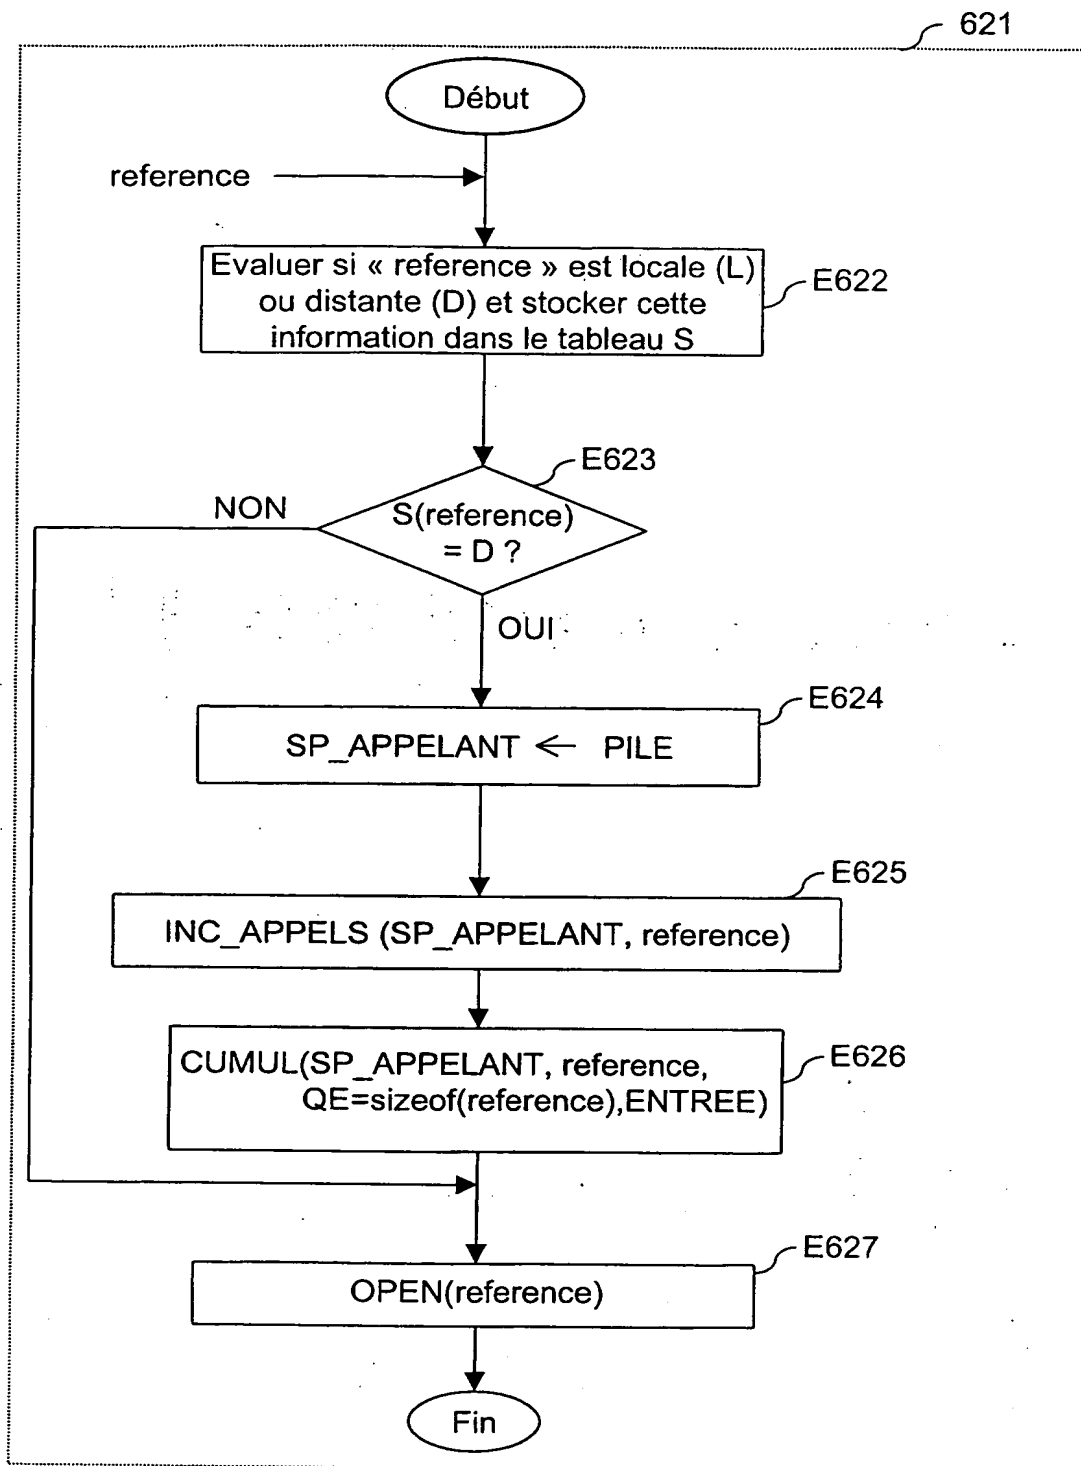 621
Début
reference
Evaluer si « reference » est locale (L)
ou distante (D) et stocker cette
information dans le tableau S
E622
E623
NON
S(reference)
= D ?
OUI
E624
SP_APPELANT ← PILE
E625
INC_APPELS (SP_APPELANT, reference)
CUMUL(SP_APPELANT, reference,
QE=sizeof(reference),ENTREE)
E626
E627
OPEN(reference)
Fin